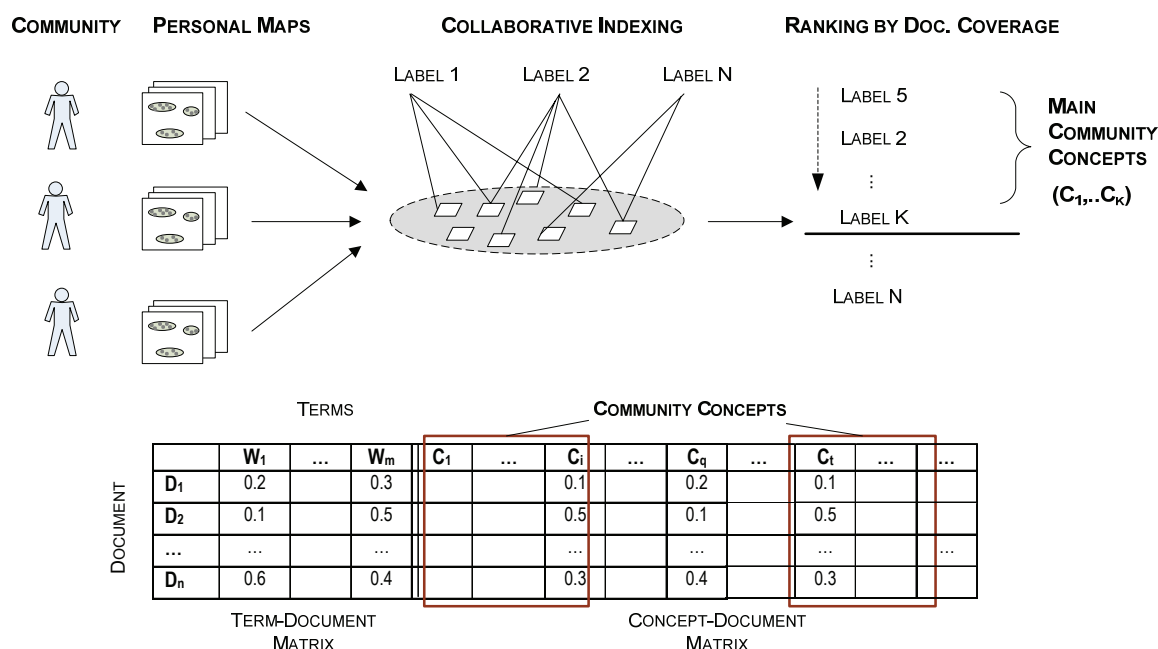 COMMUNITY PERSONAL MAPS COLLABORATIVE INDEXING RANKING BY DOC. COVERAGE
LABEL 1 LABEL 2 LABEL N
LABEL 5
LABEL 2
⋮
LABEL K
⋮
LABEL N
MAIN
COMMUNITY
CONCEPTS
(C1,..CK)
TERMS COMMUNITY CONCEPTS
W1 ... Wm C1 ... Ci ... Cq ... Ct ... ...
D1 0.2 0.3 0.1 0.2 0.1
D2 0.1 0.5 0.5 0.1 0.5
... ... ... ... ... ... ...
Dn 0.6 0.4 0.3 0.4 0.3
DOCUMENT
TERM-DOCUMENT
MATRIX
CONCEPT-DOCUMENT
MATRIX